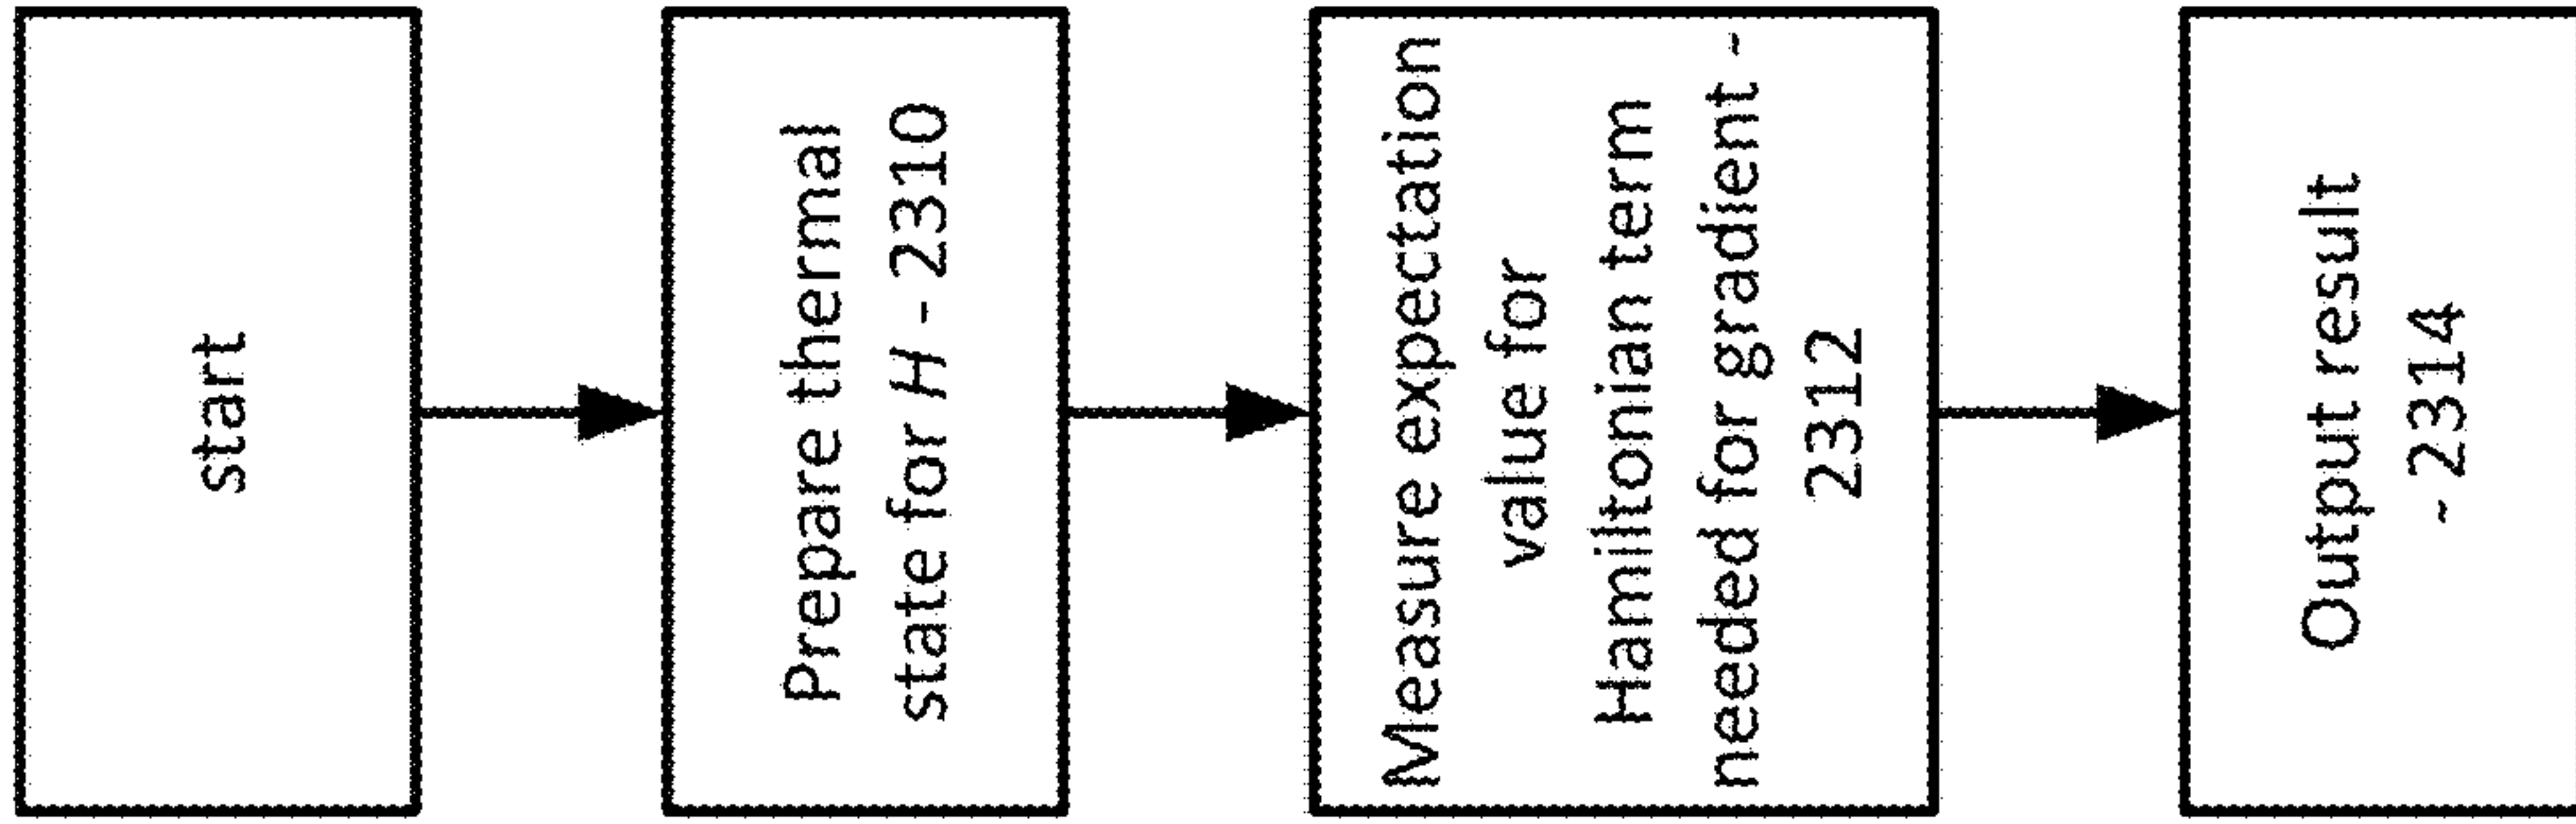 start
Prepare thermal
state for H - 2310
Measure expectation
value for
Hamiltonian term
needed for gradient -
2312
Output result
- 2314